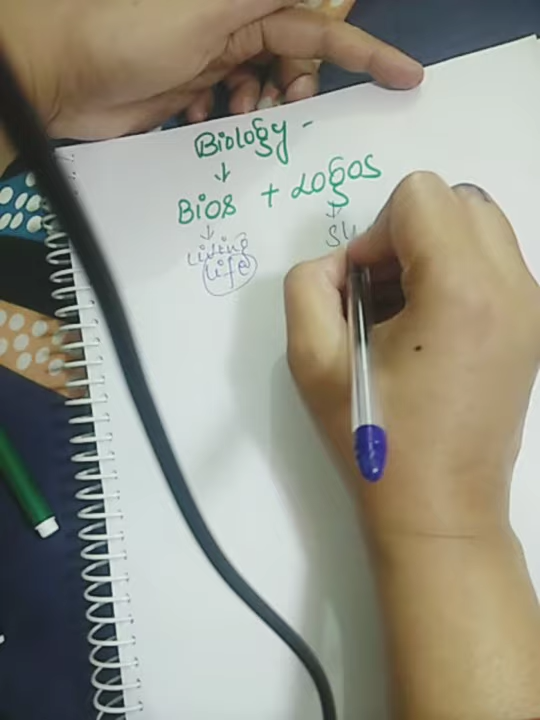 Biology -
↓
Bios + Logos
↓ ↓
Living
Life